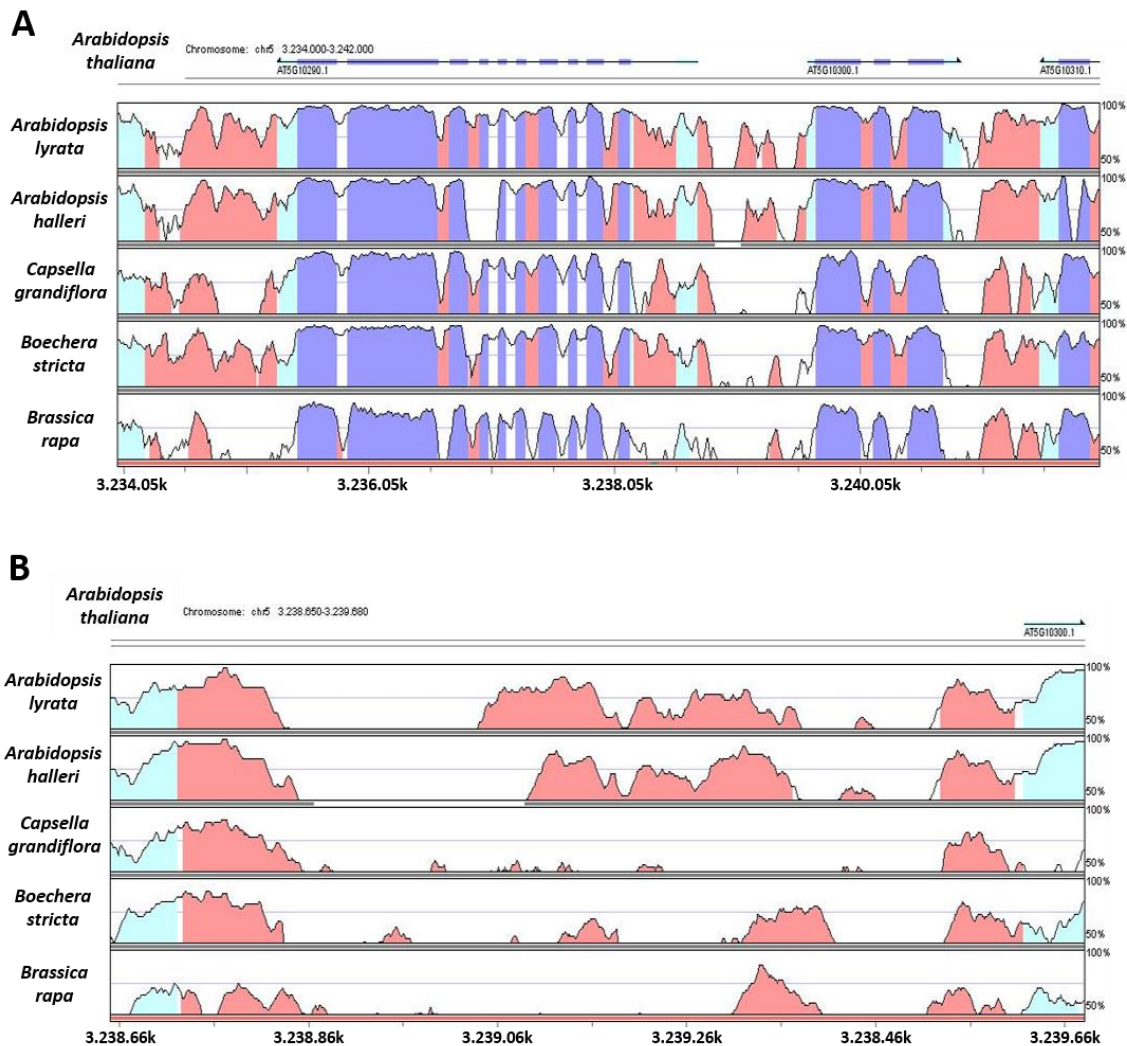 A
Arabidopsis
thaliana
Chromosome: chr5 3.234.000-3.242.000
AT5G10290.1
AT5G10300.1
AT5G10310.1
Arabidopsis
lyrata
100%
50%
Arabidopsis
halleri
100%
50%
Capsella
grandiflora
100%
50%
Boechera
stricta
100%
50%
Brassica
rapa
100%
50%
3.234.05k 3.236.05k 3.238.05k 3.240.05k
B
Arabidopsis
thaliana
Chromosome: chr5 3.238.650-3.239.680
AT5G10300.1
Arabidopsis
lyrata
100%
50%
Arabidopsis
halleri
100%
50%
Capsella
grandiflora
100%
50%
Boechera
stricta
100%
50%
Brassica
rapa
100%
50%
3.238.66k 3.238.86k 3.239.06k 3.239.26k 3.238.46k 3.239.66k